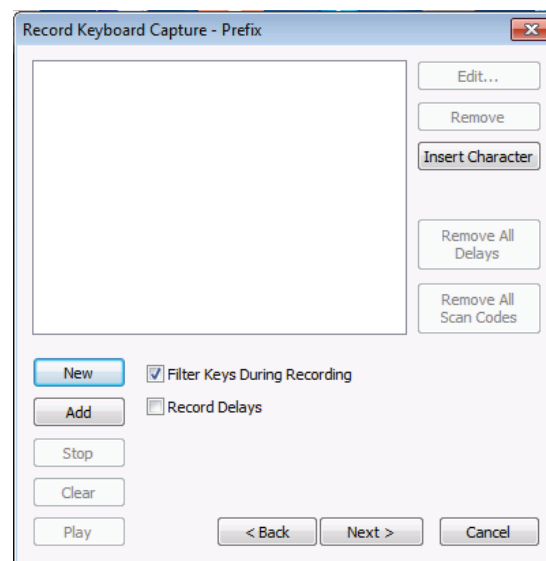 Record Keyboard Capture - Prefix
Edit...
Remove
Insert Character
Remove All
Delays
Remove All
Scan Codes
New
Filter Keys During Recording
Add
Record Delays
Stop
Clear
Play
< Back
Next >
Cancel